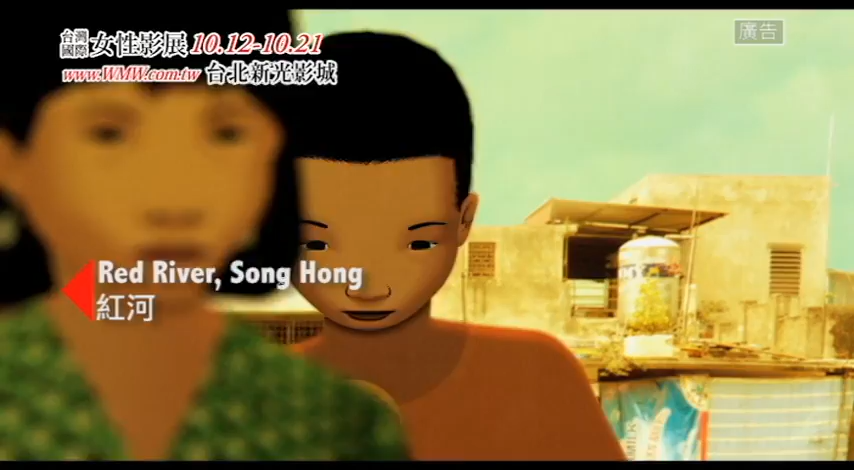 台灣
國際
女性影展 10.12-10.21
www.WMW.com.tw 台北新光影城
廣告
Red River, Song Hong
紅河
MILK